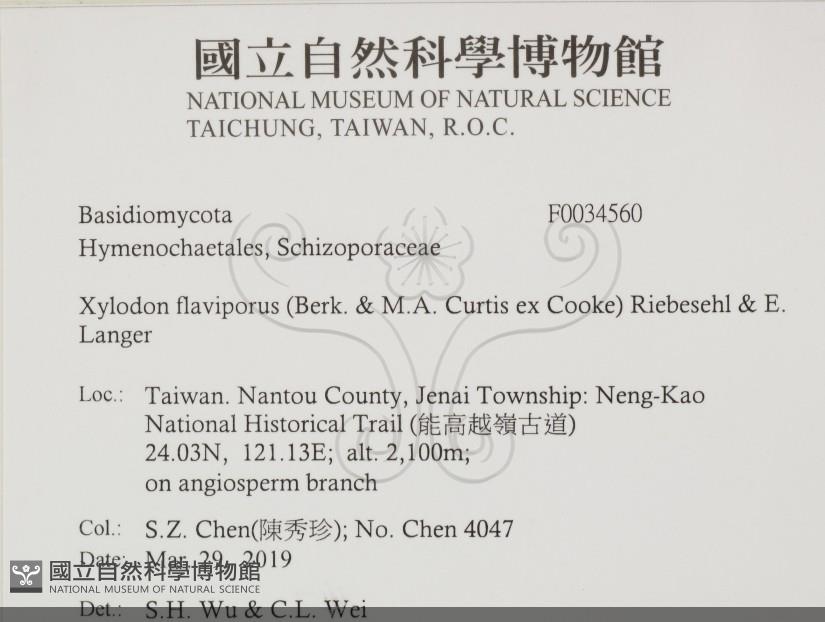 國立自然科學博物館
NATIONAL MUSEUM OF NATURAL SCIENCE
TAICHUNG, TAIWAN, R.O.C.
Basidiomycota F0034560
Hymenochaetales, Schizoporaceae
Xylodon flaviporus (Berk. & M.A. Curtis ex Cooke) Riebesehl & E.
Langer
Loc.: Taiwan. Nantou County, Jenai Township: Neng-Kao
National Historical Trail (能高越嶺古道)
24.03N, 121.13E; alt. 2,100m;
on angiosperm branch
Col.: S.Z. Chen(陳秀珍); No. Chen 4047
Date: Mar. 29, 2019
國立自然科學博物館
NATIONAL MUSEUM OF NATURAL SCIENCE
Det.: S.H. Wu & C.L. Wei